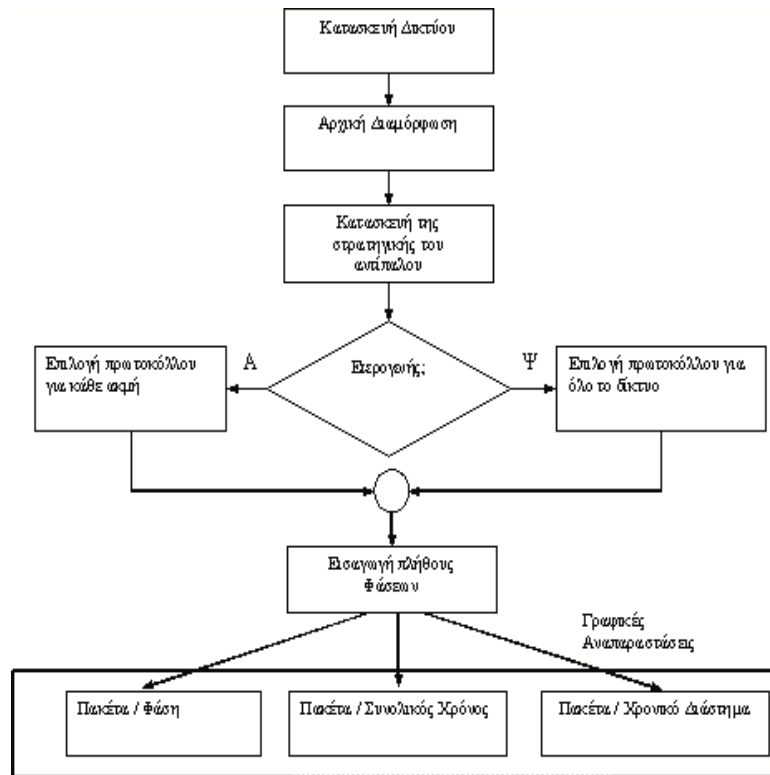 Κατασκευή Δικτύου
Αρχική Διαμόρφωση
Κατασκευή της
στρατηγικής του
αντίπαλου
Επιλογή πρωτοκόλλου
για κάθε ακμή
Α
Ετερογενής;
Ψ
Επιλογή πρωτοκόλλου για
όλο το δίκτυο
Εισαγωγή πλήθους
Φάσεων
Γραφικές
Αναπαραστάσεις
Πακέτα / Φάση
Πακέτα / Συνολικός Χρόνος
Πακέτα / Χρονικό Διάστημα